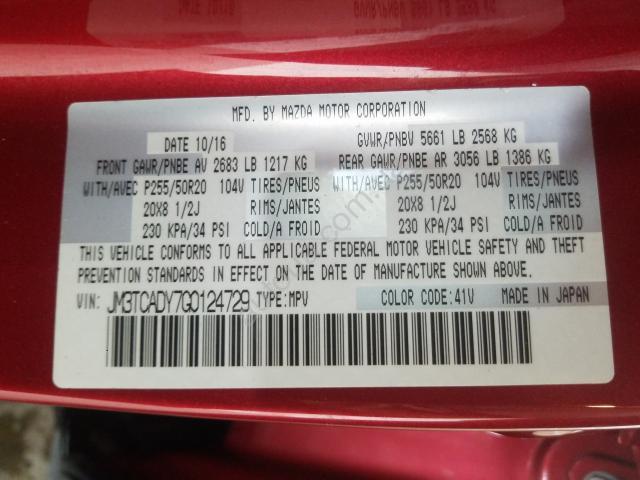 MFD. BY MAZDA MOTOR CORPORATION
DATE 10/16 GVWR/PNBV 5661 LB 2568 KG
FRONT GAWR/PNBE AV 2683 LB 1217 KG REAR GAWR/PNBE AR 3056 LB 1386 KG
WITH/AVEC P255/50R20 104V TIRES/PNEUS WITH/AVEC P255/50R20 104V TIRES/PNEUS
20X8 1/2J RIMS/JANTES 20X8 1/2J RIMS/JANTES
230 KPA/34 PSI COLD/A FROID 230 KPA/34 PSI COLD/A FROID
THIS VEHICLE CONFORMS TO ALL APPLICABLE FEDERAL MOTOR VEHICLE SAFETY AND THEFT
PREVENTION STANDARDS IN EFFECT ON THE DATE OF MANUFACTURE SHOWN ABOVE.
VIN: JM3TCADY7G0124729 TYPE:MPV COLOR CODE:41V MADE IN JAPAN